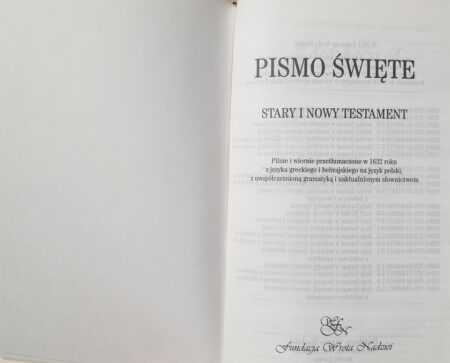 PISMO ŚWIĘTE
STARY I NOWY TESTAMENT
Pilnie i wiernie przetłumaczone w 1632 roku
z języka greckiego i hebrajskiego na język polski,
z uwspółcześnioną gramatyką i uaktualnionym słownictwem
Fundacja Wrota Nadziei